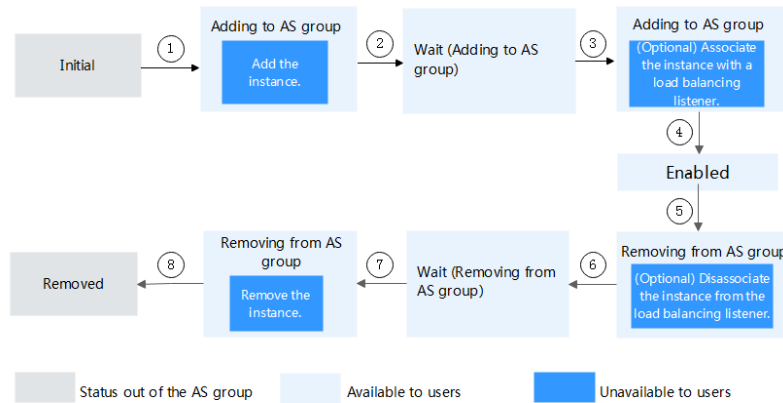 Initial
1
Adding to AS group
Add the
instance.
2
Wait (Adding to AS
group)
3
Adding to AS group
(Optional) Associate
the instance with a
load balancing
listener.
4
Enabled
5
Removing from AS group
(Optional) Disassociate
the instance from the
load balancing listener.
6
Wait (Removing from
AS group)
7
Removing from AS
group
Remove the
instance.
8
Removed
Status out of the AS group
Available to users
Unavailable to users